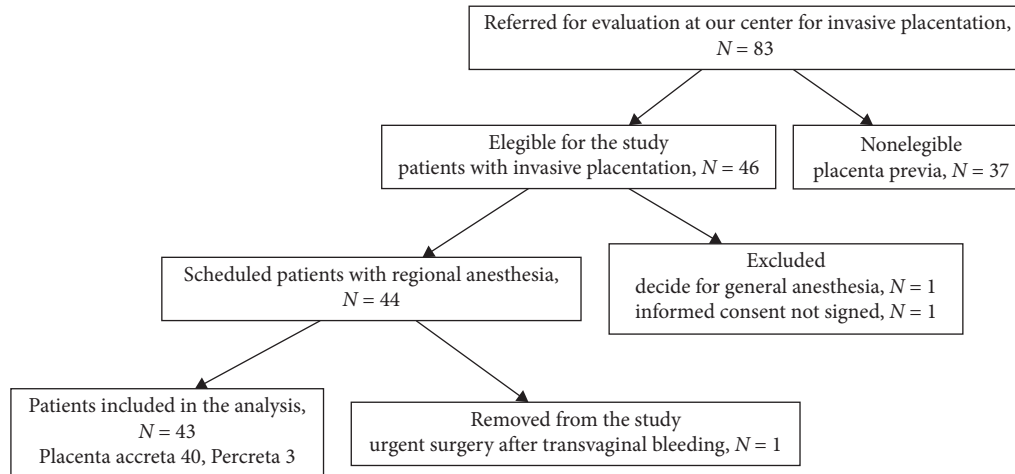 Referred for evaluation at our center for invasive placentation,
N = 83
Elegible for the study
patients with invasive placentation, N = 46
Nonelegible
placenta previa, N = 37
Scheduled patients with regional anesthesia,
N = 44
Excluded
decide for general anesthesia, N = 1
informed consent not signed, N = 1
Patients included in the analysis,
N = 43
Placenta accreta 40, Percreta 3
Removed from the study
urgent surgery after transvaginal bleeding, N = 1